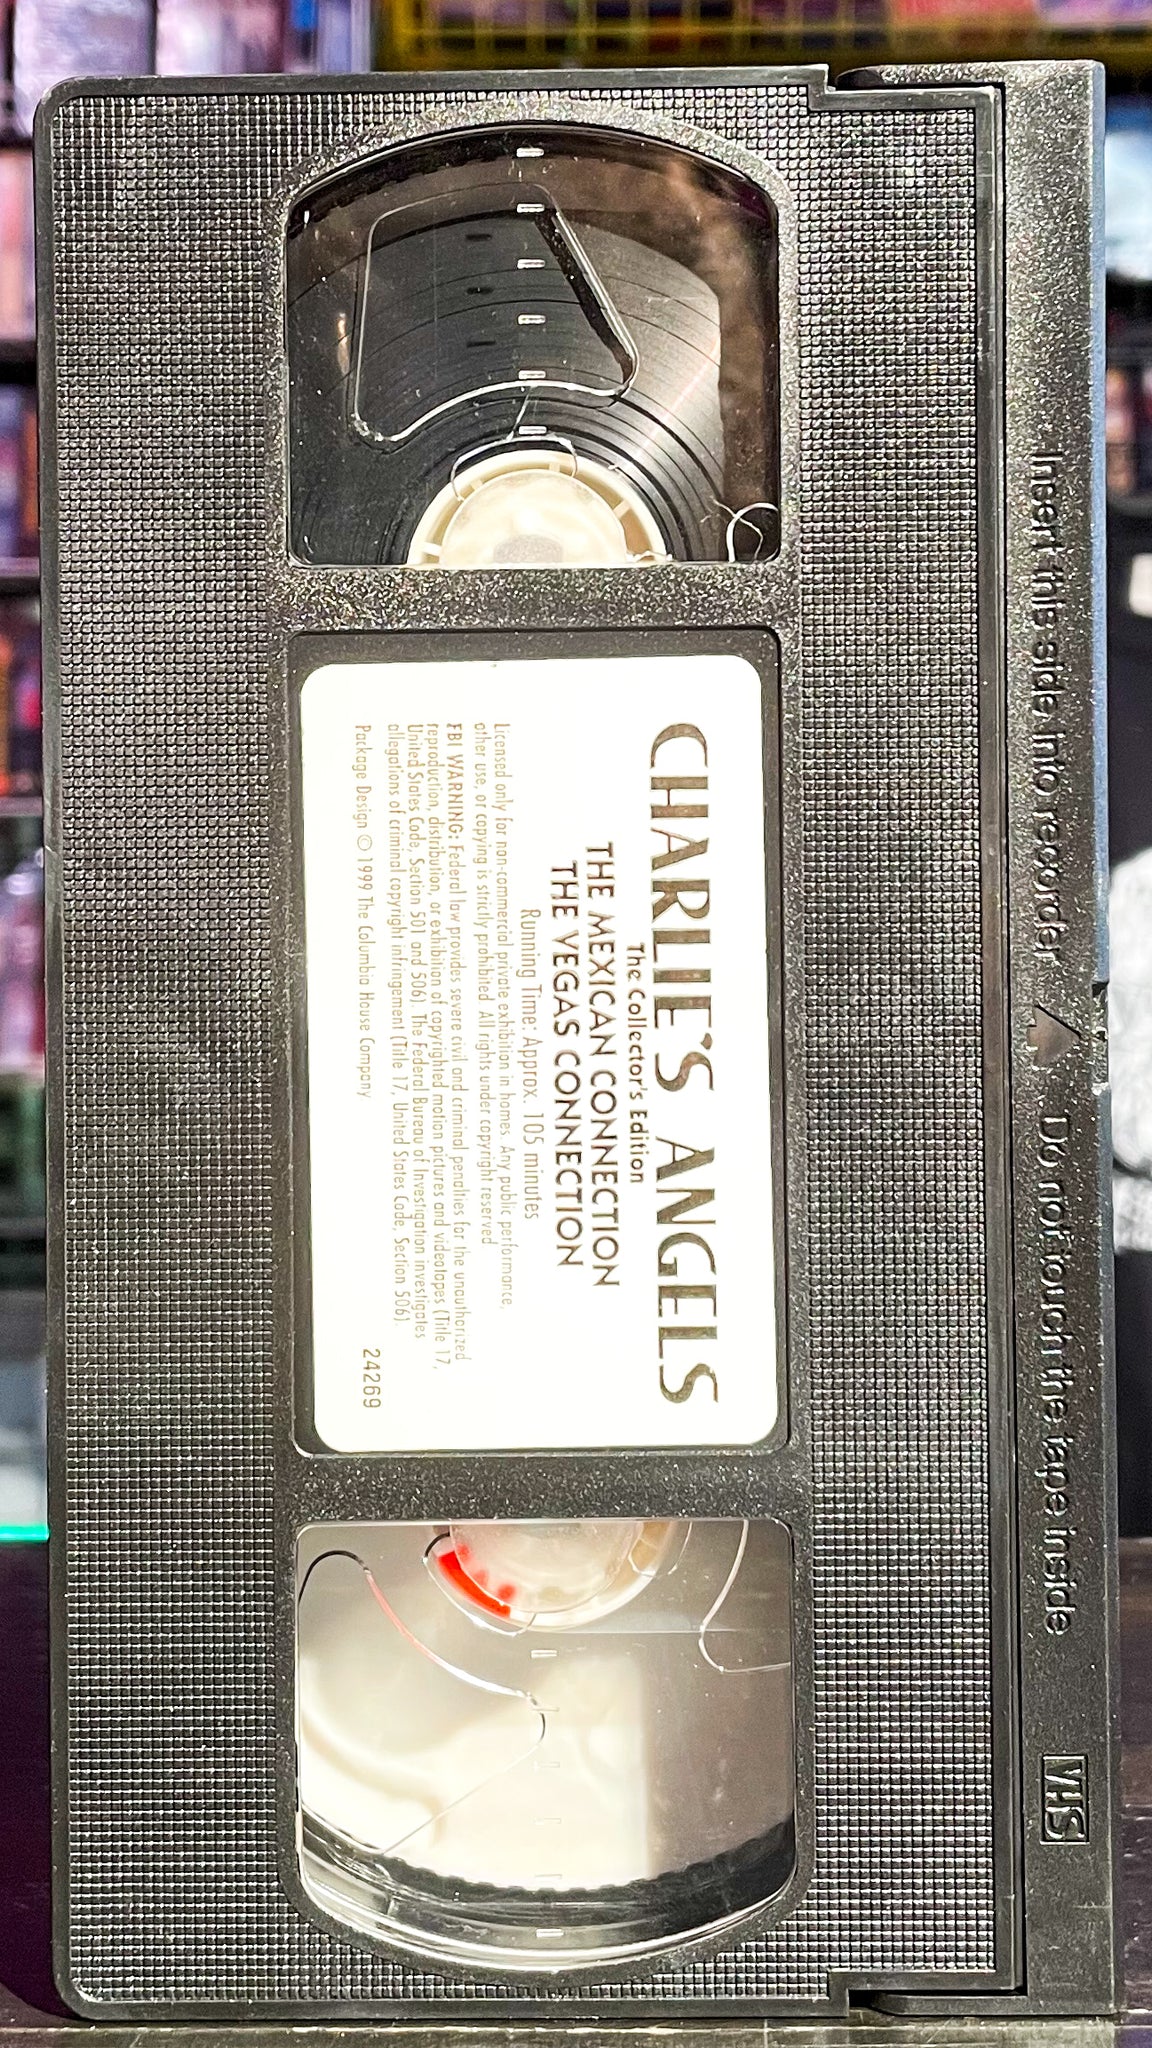 Insert this side into recorder △ Do not touch the tape inside
VHS
CHARLIE'S ANGELS
The Collector's Edition
THE MEXICAN CONNECTION
THE VEGAS CONNECTION
Running Time: Approx. 105 minutes
Licensed only for non-commercial private exhibition in homes. Any public performance,
other use, or copying is strictly prohibited. All rights under copyright reserved.
FBI WARNING: Federal law provides severe civil and criminal penalties for the unauthorized
reproduction, distribution, or exhibition of copyrighted motion pictures and videotapes (Title 17,
United States Code, Section 501 and 506). The Federal Bureau of Investigation investigates
allegations of criminal copyright infringement (Title 17, United States Code, Section 506).
Package Design © 1999 The Columbia House Company
24269